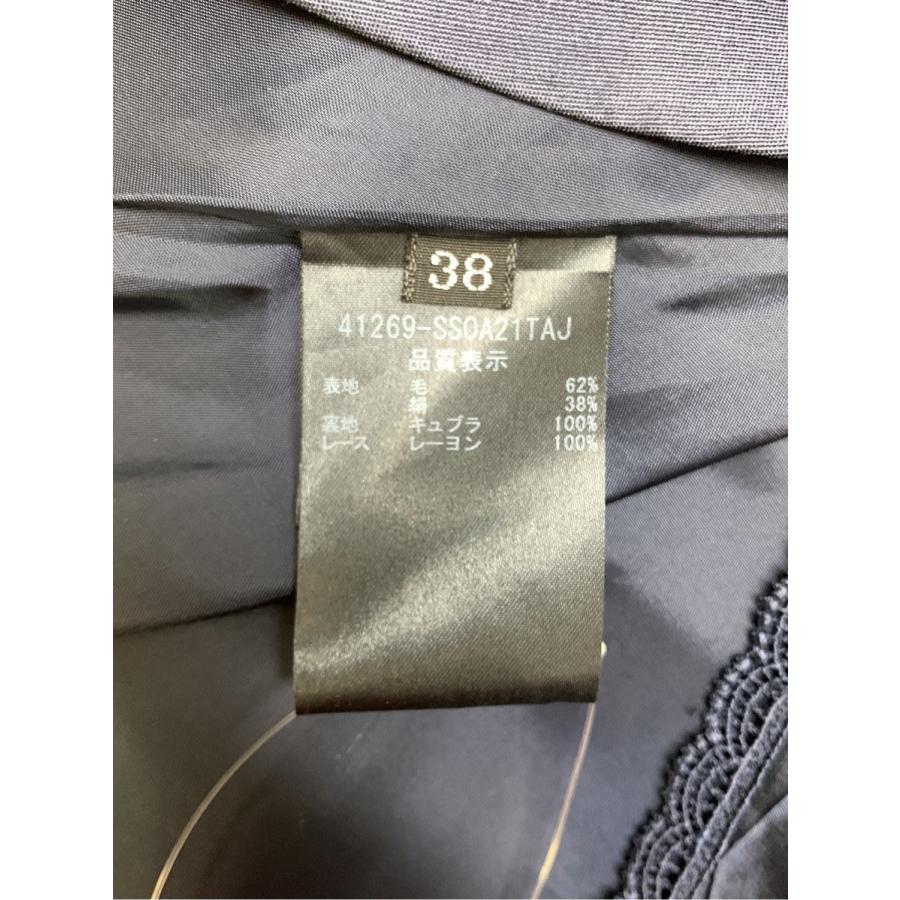 38
41269-SSOA21TAJ
品質表示
表地 毛 62%
絹 38%
裏地 キュプラ 100%
レース レーヨン 100%